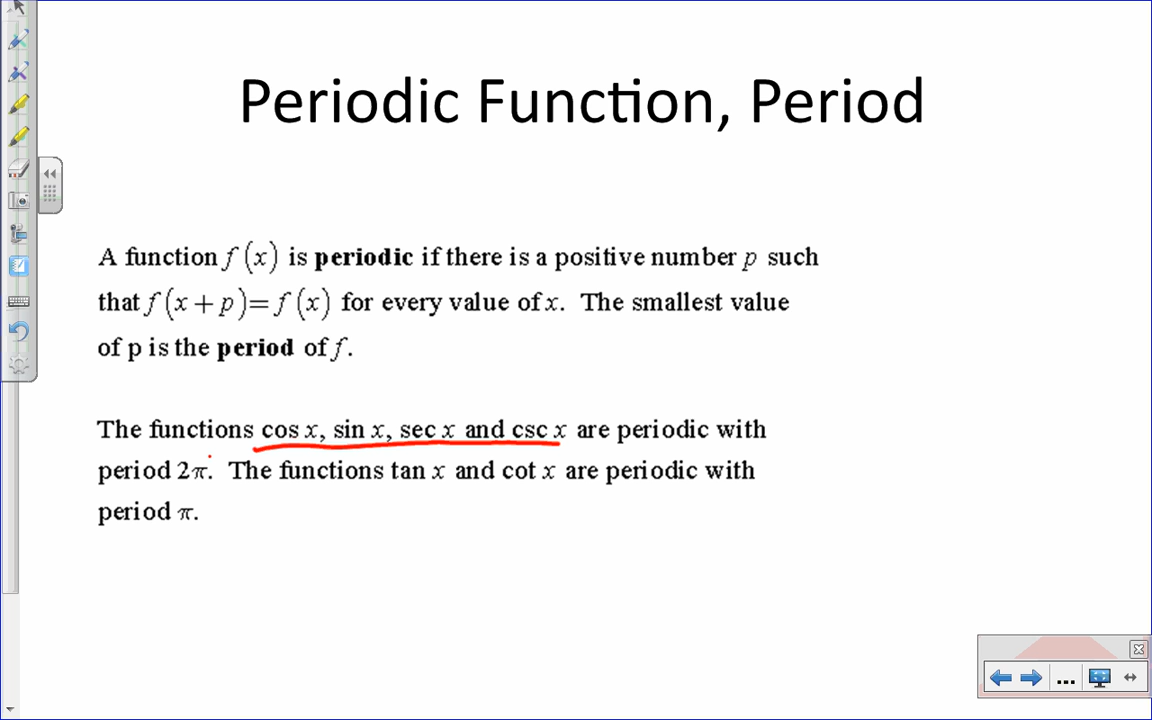 Periodic Function, Period
A function f(x) is periodic if there is a positive number p such
that f(x+p)=f(x) for every value of x. The smallest value
of p is the period of f.
The functions cos x, sin x, sec x and csc x are periodic with
period 2π. The functions tan x and cot x are periodic with
period π.
...